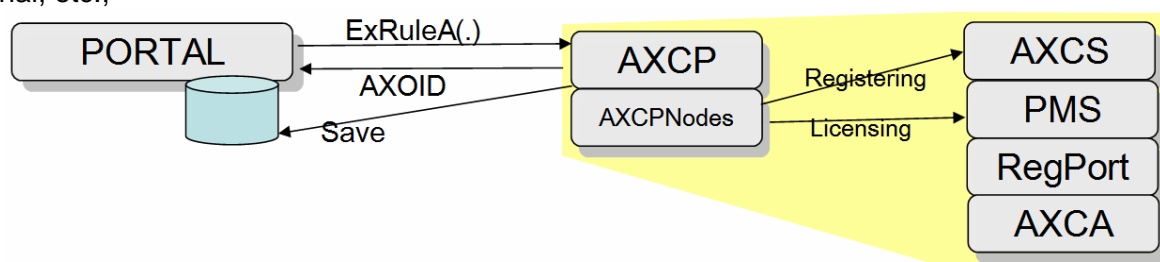 PORTAL
ExRuleA(.)
AXOID
Save
AXCP
AXCPNodes
Registering
Licensing
AXCS
PMS
RegPort
AXCA